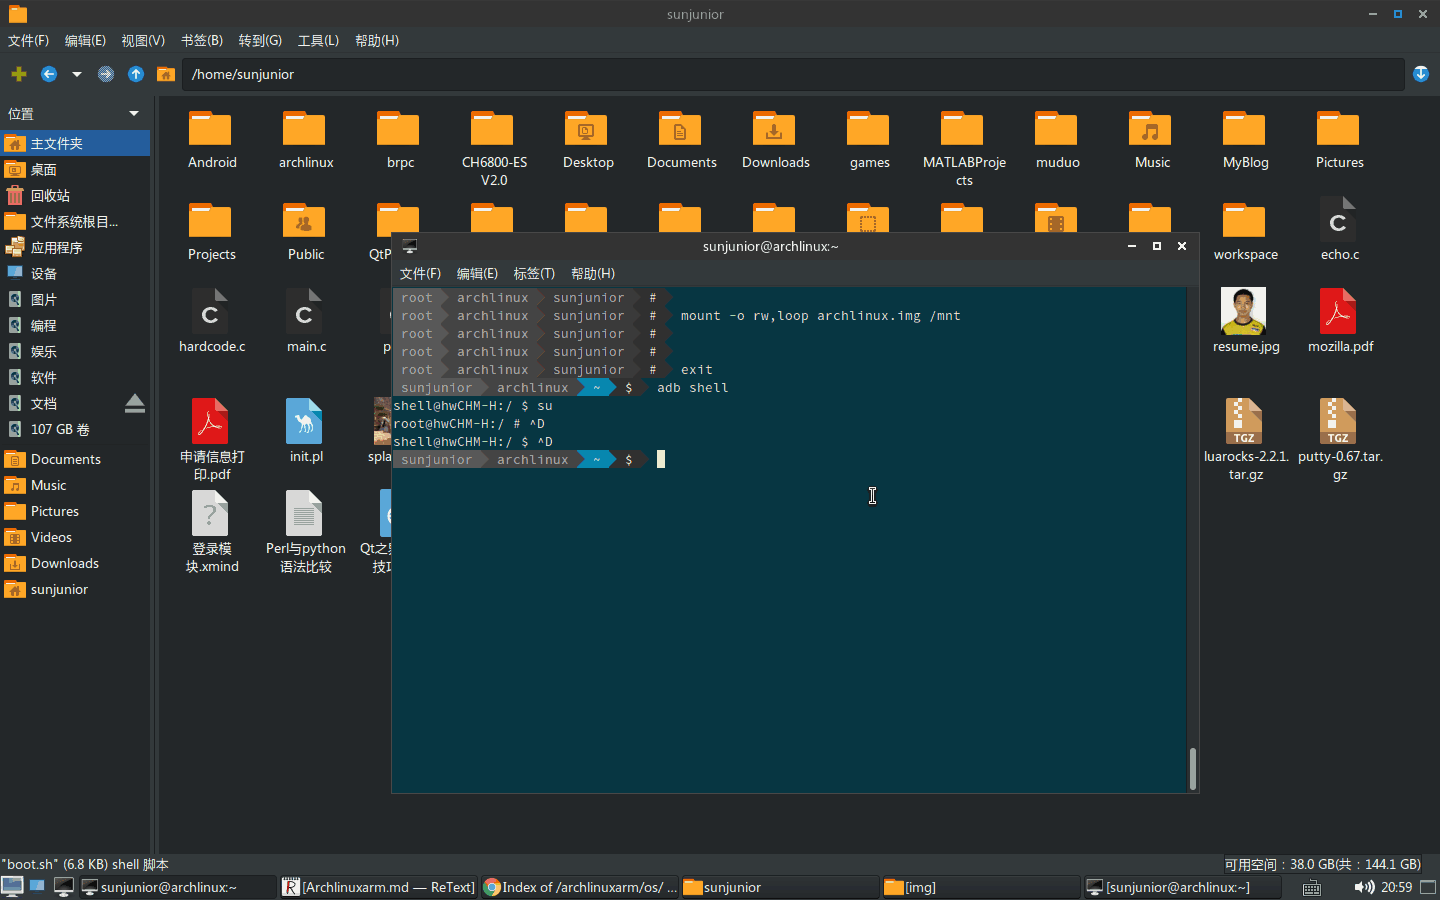 sunjunior
文件(F) 编辑(E) 视图(V) 书签(B) 转到(G) 工具(L) 帮助(H)
/home/sunjunior
位置
主文件夹
桌面
回收站
文件系统根目...
应用程序
设备
图片
编程
娱乐
软件
文档
107 GB 卷
Documents
Music
Pictures
Videos
Downloads
sunjunior
Android archlinux brpc CH6800-ES Desktop Documents Downloads games MATLABProje muduo Music MyBlog Pictures
V2.0 cts
Projects Public QtP workspace echo.c
hardcode.c main.c p resume.jpg mozilla.pdf
申请信息打 init.pl spla luarocks-2.2.1. putty-0.67.tar.
印.pdf tar.gz gz
TGZ TGZ
登录模 Perl与python Qt之
块.xmind 语法比较 技
sunjunior@archlinux:~
文件(F) 编辑(E) 标签(T) 帮助(H)
root archlinux sunjunior #
root archlinux sunjunior # mount -o rw,loop archlinux.img /mnt
root archlinux sunjunior #
root archlinux sunjunior #
root archlinux sunjunior # exit
sunjunior archlinux ~ $ adb shell
shell@hwCHM-H:/ $ su
root@hwCHM-H:/ # ^D
shell@hwCHM-H:/ $ ^D
sunjunior archlinux ~ $
"boot.sh" (6.8 KB) shell 脚本
可用空间：38.0 GB(共：144.1 GB)
sunjunior@archlinux:~ [Archlinuxarm.md — ReText] Index of /archlinuxarm/os/ ... sunjunior [img] [sunjunior@archlinux:~] 20:59